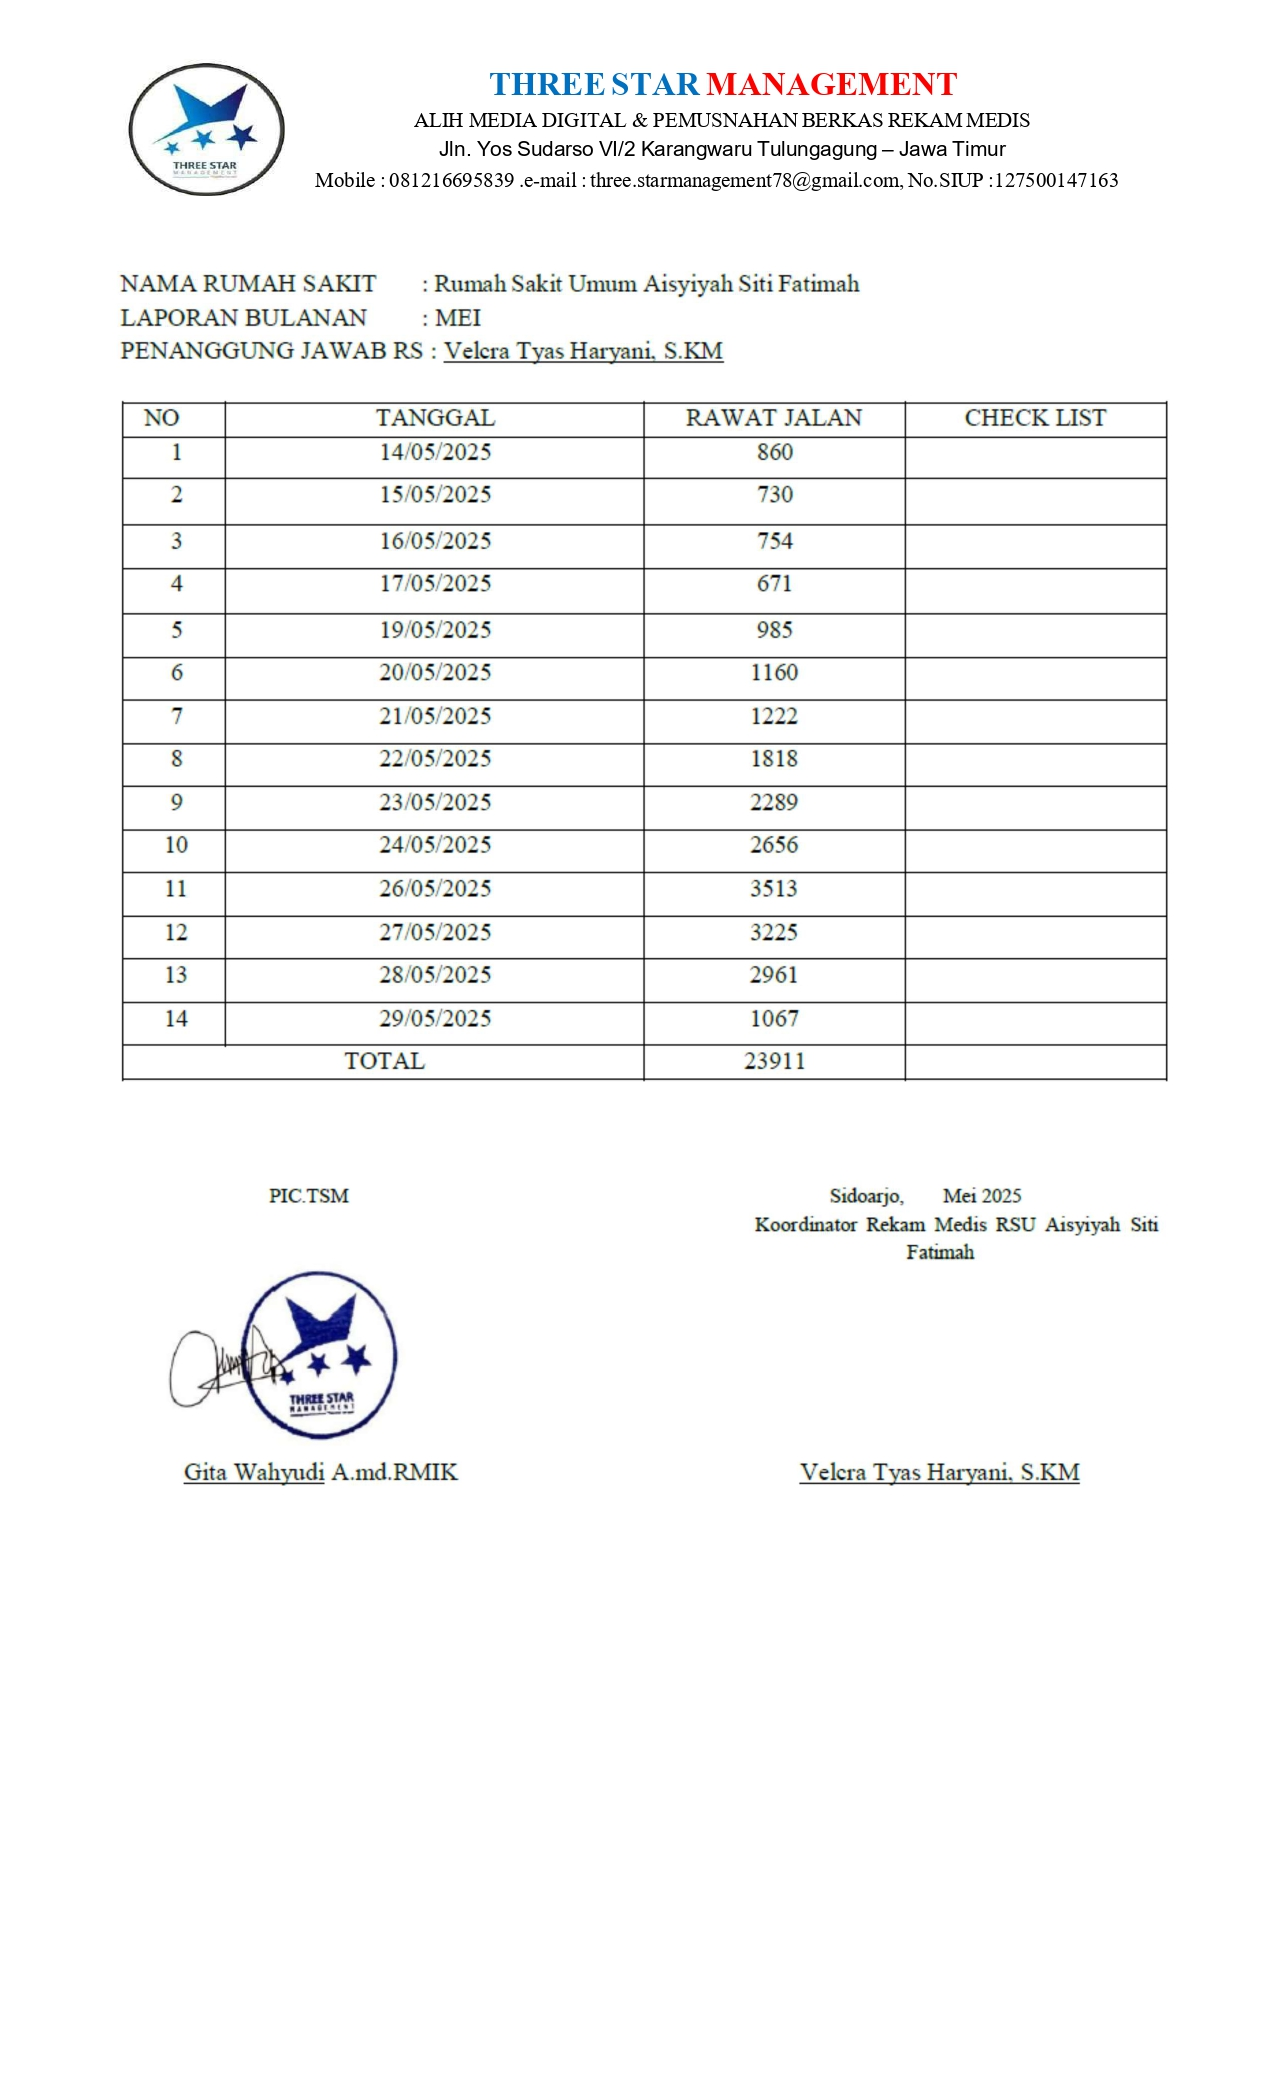 THREE STAR MANAGEMENT
ALIH MEDIA DIGITAL & PEMUSNAHAN BERKAS REKAM MEDIS
Jln. Yos Sudarso VI/2 Karangwaru Tulungagung – Jawa Timur
Mobile : 081216695839 .e-mail : three.starmanagement78@gmail.com, No.SIUP :127500147163
THREE STAR
MANAGEMENT
NAMA RUMAH SAKIT : Rumah Sakit Umum Aisyiyah Siti Fatimah
LAPORAN BULANAN : MEI
PENANGGUNG JAWAB RS : Velcra Tyas Haryani, S.KM
NO TANGGAL RAWAT JALAN CHECK LIST
1 14/05/2025 860
2 15/05/2025 730
3 16/05/2025 754
4 17/05/2025 671
5 19/05/2025 985
6 20/05/2025 1160
7 21/05/2025 1222
8 22/05/2025 1818
9 23/05/2025 2289
10 24/05/2025 2656
11 26/05/2025 3513
12 27/05/2025 3225
13 28/05/2025 2961
14 29/05/2025 1067
TOTAL 23911
PIC.TSM
Sidoarjo, Mei 2025
Koordinator Rekam Medis RSU Aisyiyah Siti
Fatimah
THREE STAR
MANAGEMENT
Gita Wahyudi A.md.RMIK
Velcra Tyas Haryani, S.KM